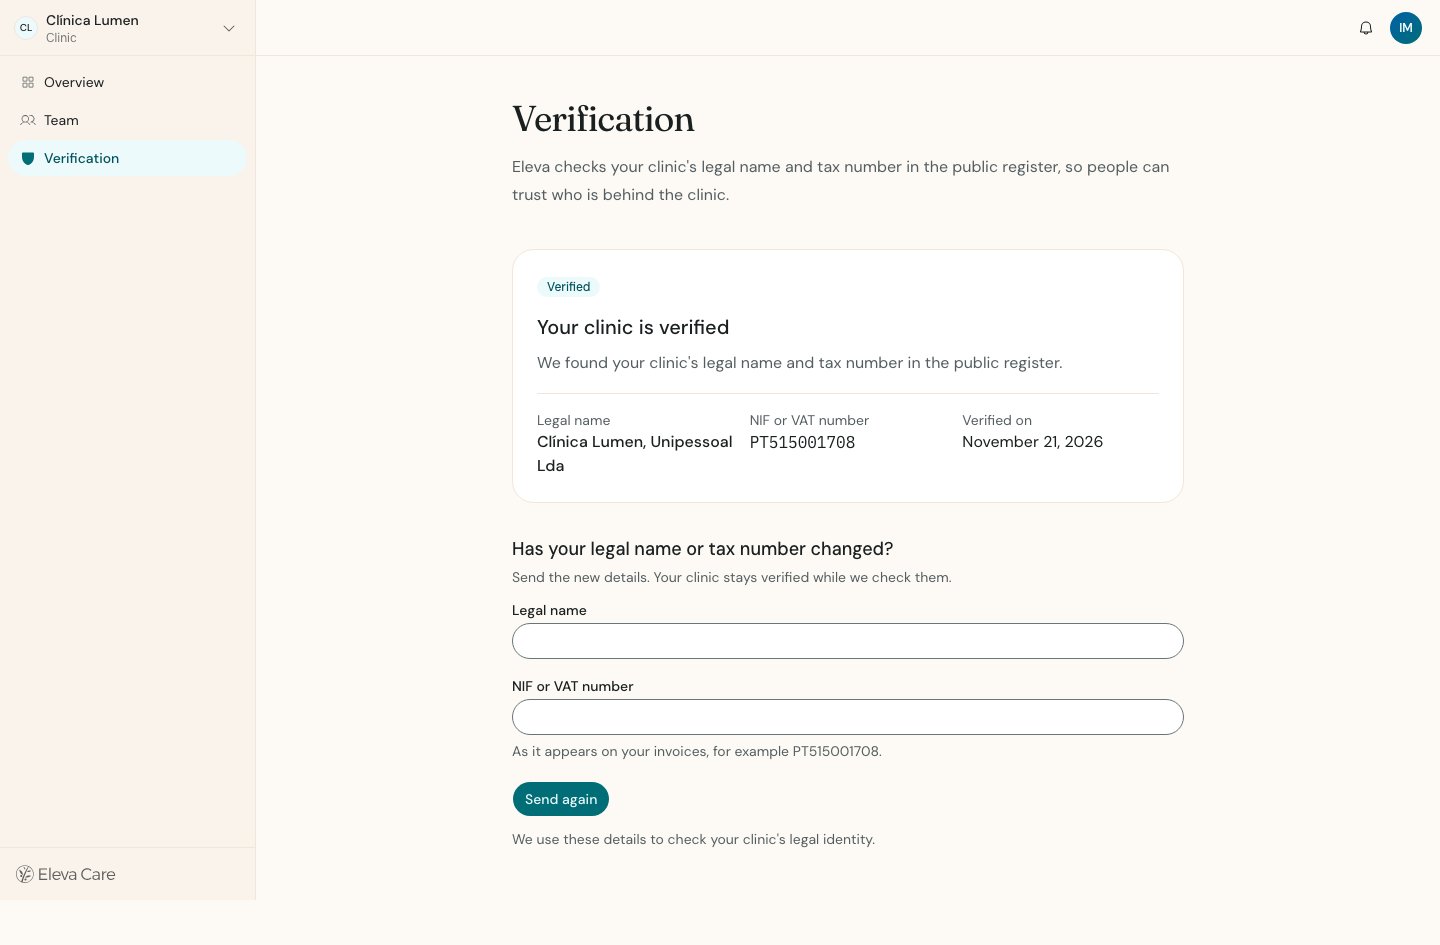 CL
Clínica Lumen
Clinic
IM
Overview
Team
Verification
Verification
Eleva checks your clinic's legal name and tax number in the public register, so people can
trust who is behind the clinic.
Verified
Your clinic is verified
We found your clinic's legal name and tax number in the public register.
Legal name
Clínica Lumen, Unipessoal
Lda
NIF or VAT number
PT515001708
Verified on
November 21, 2026
Has your legal name or tax number changed?
Send the new details. Your clinic stays verified while we check them.
Legal name
NIF or VAT number
As it appears on your invoices, for example PT515001708.
Send again
We use these details to check your clinic's legal identity.
Eleva Care